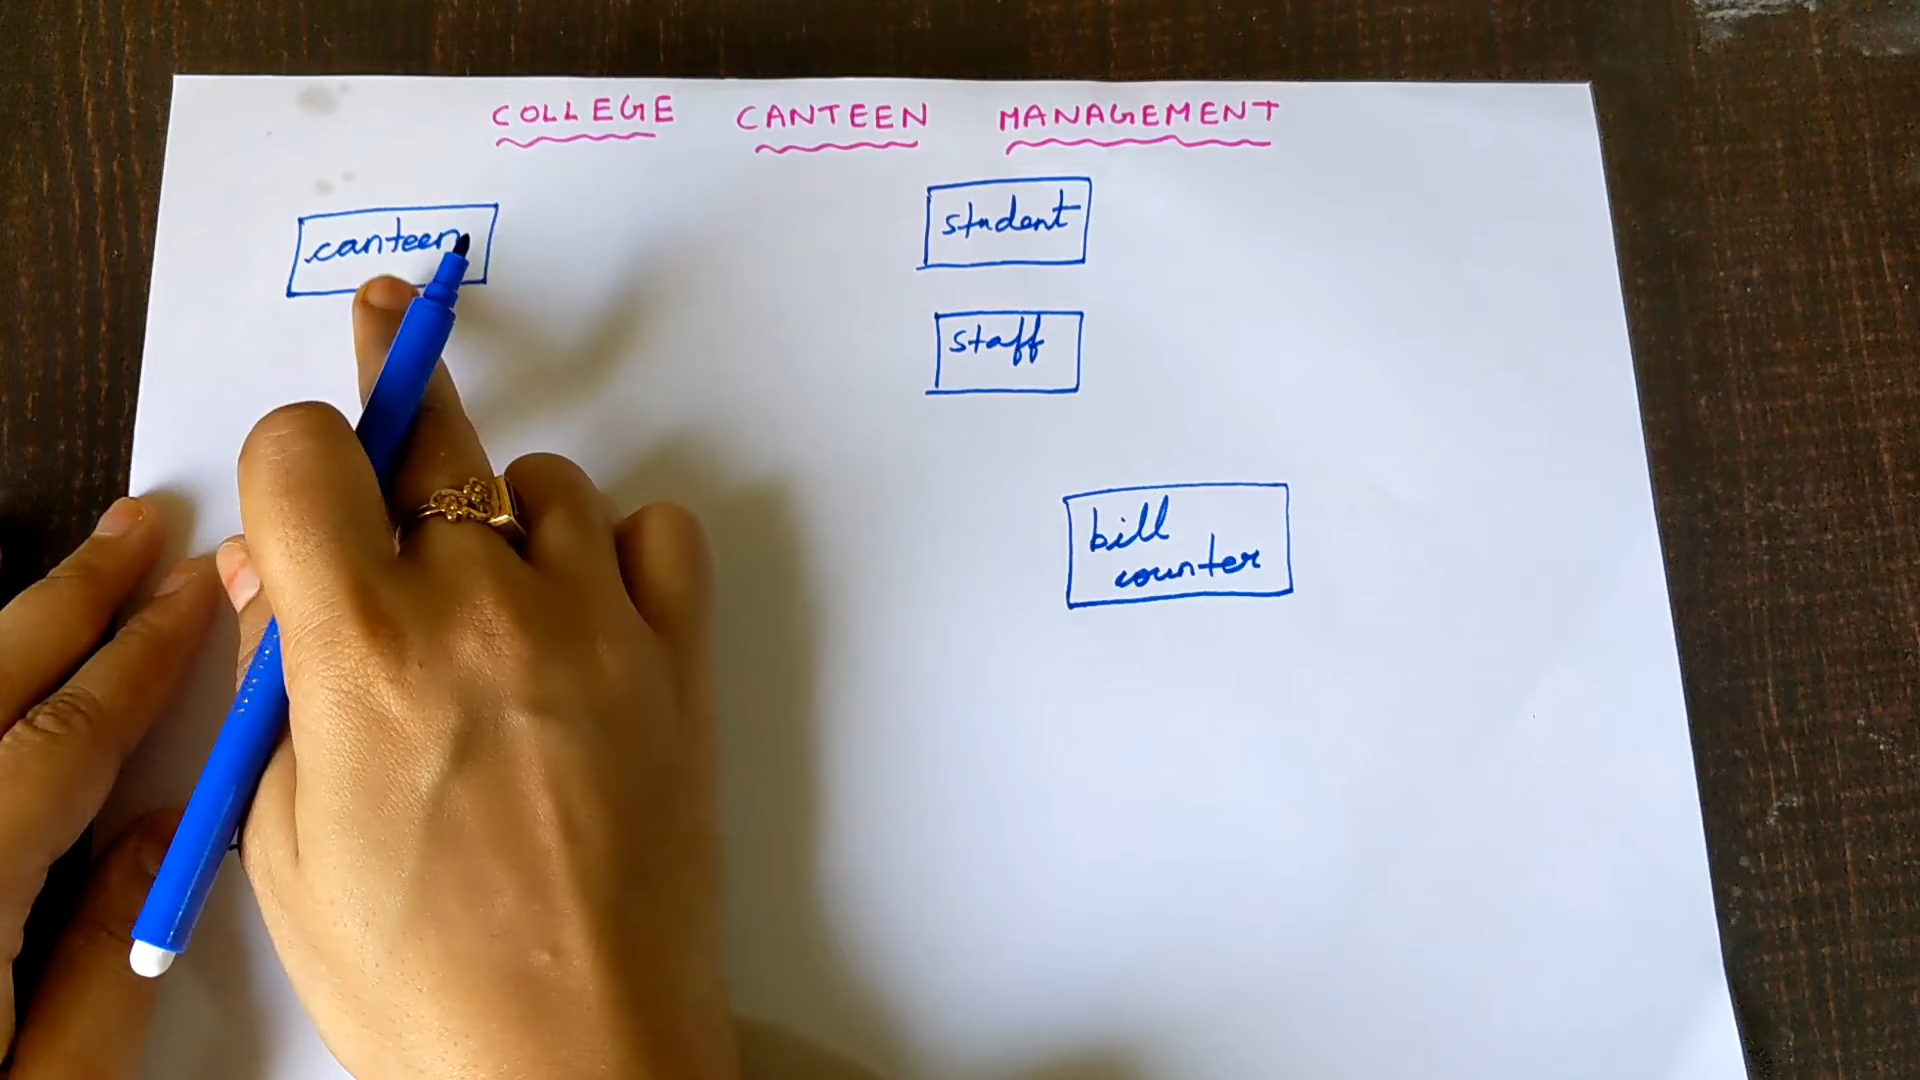 COLLEGE CANTEEN MANAGEMENT
canteen
student
staff
bill
counter